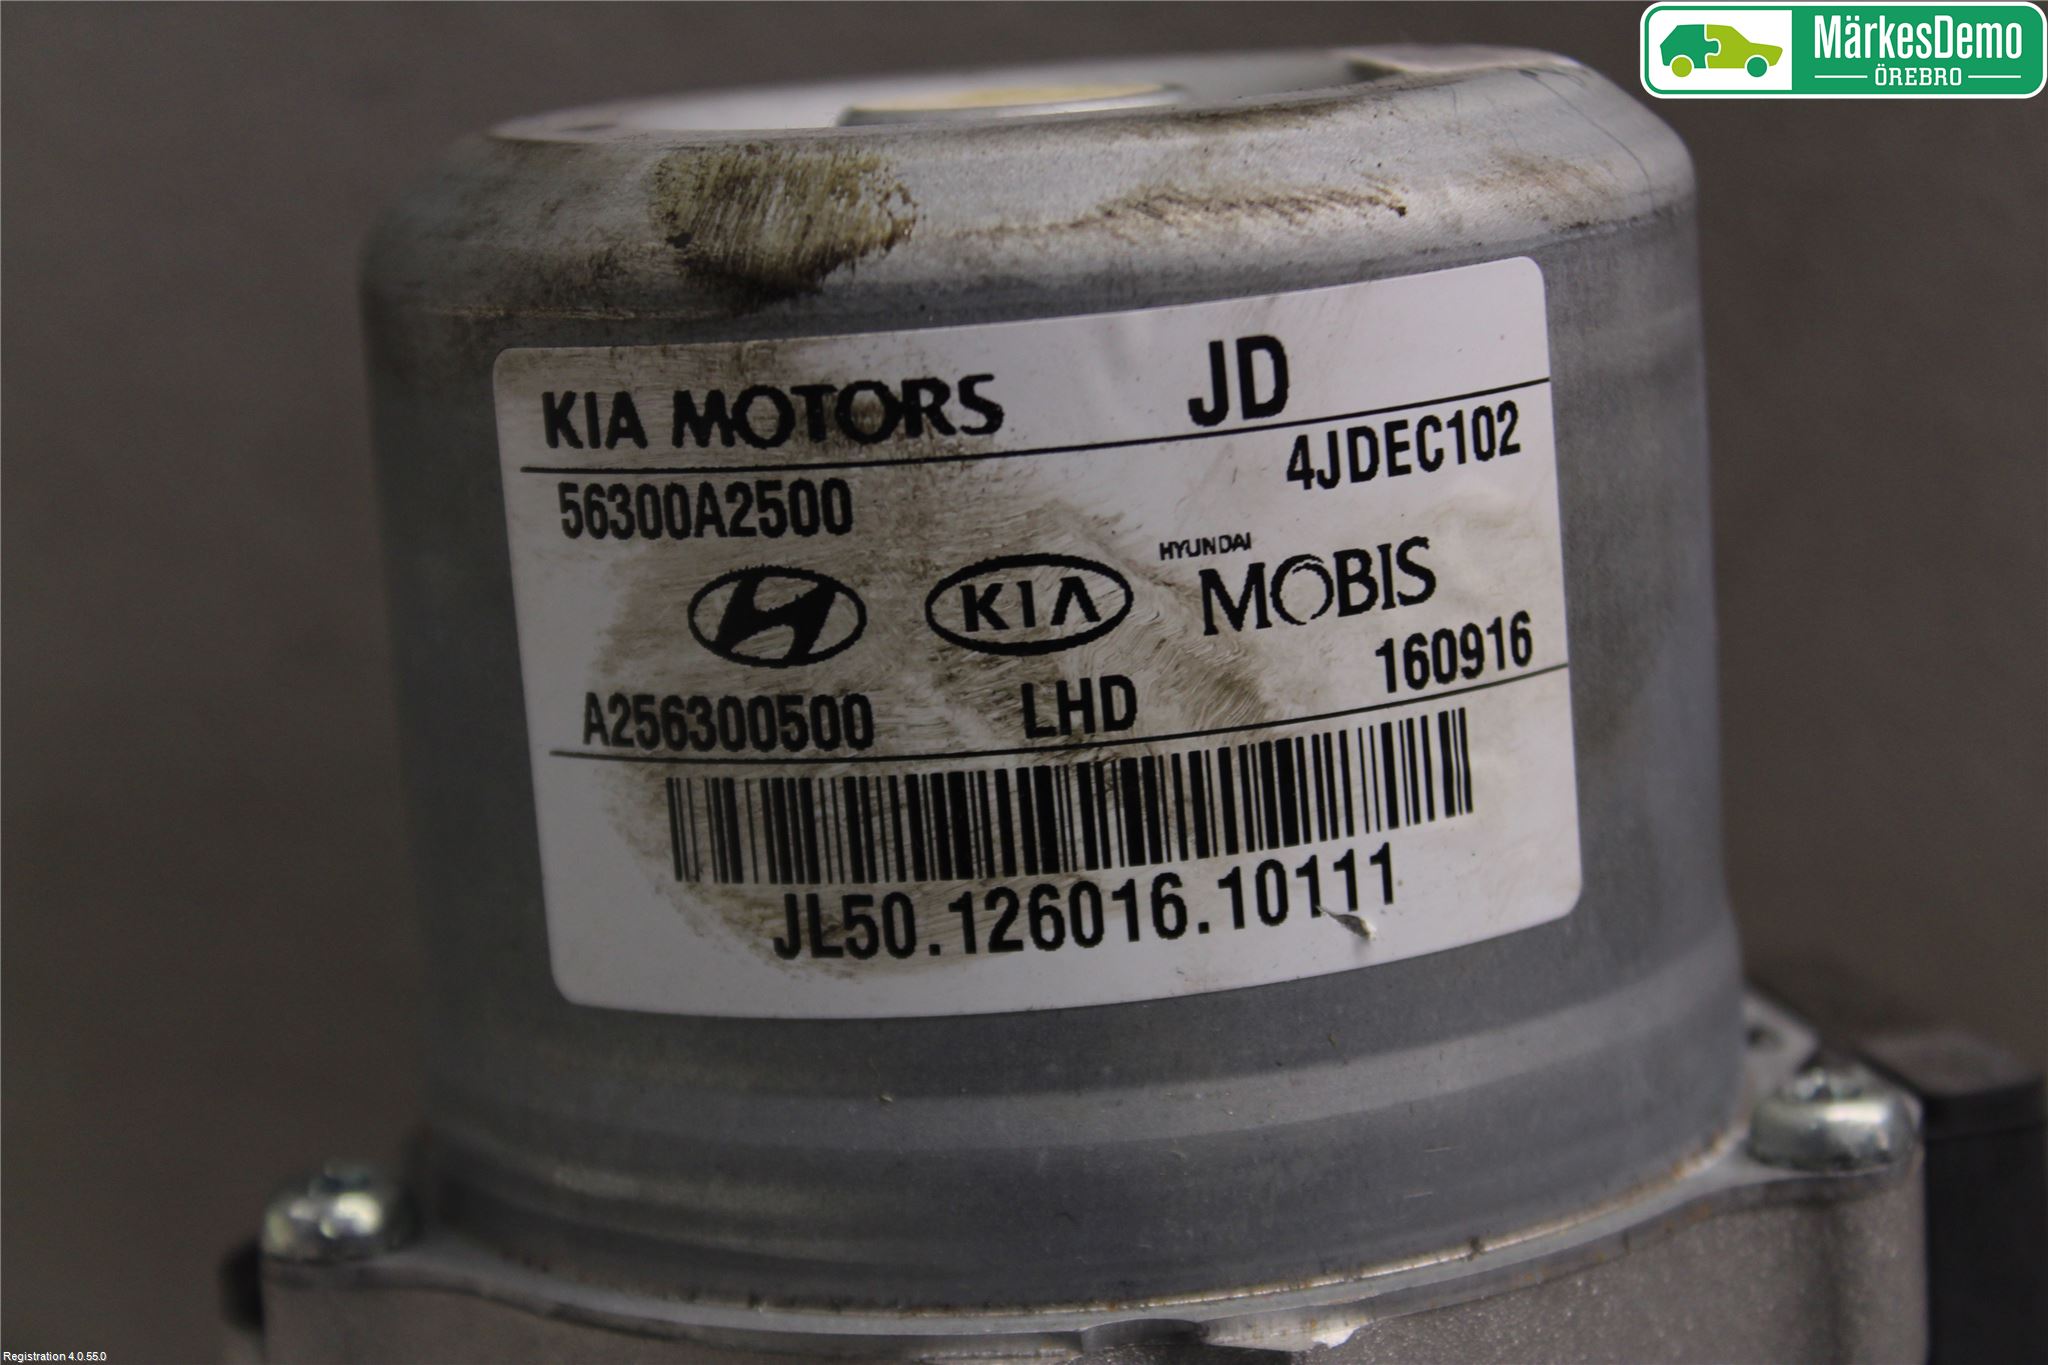 MärkesDemo
ÖREBRO
KIA MOTORS JD
56300A2500 4JDEC102
KIA HYUNDAI MOBIS
A256300500 LHD 160916
JL50.126016.10111
Registration 4.0.55.0